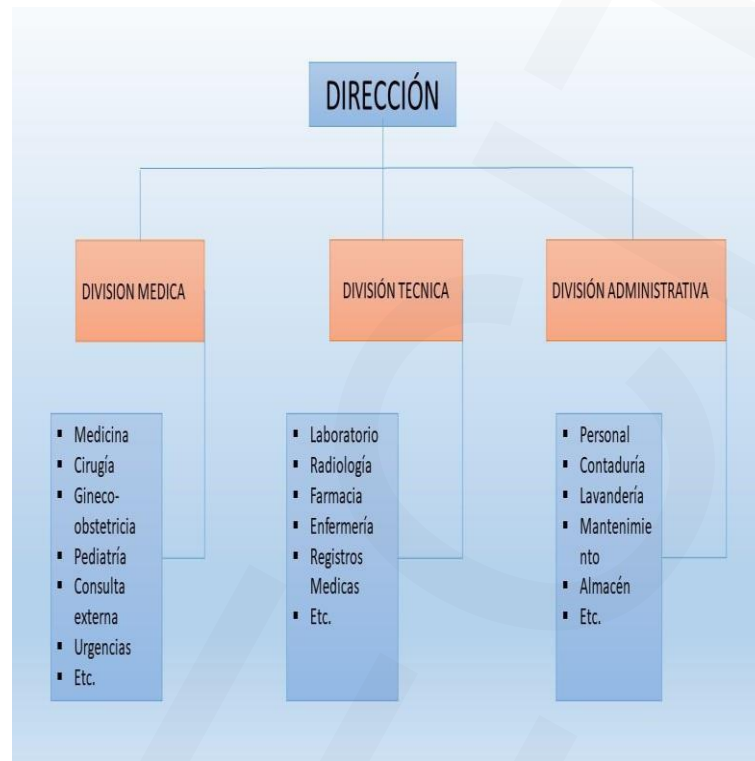 DIRECCIÓN
DIVISION MEDICA
DIVISIÓN TECNICA
DIVISIÓN ADMINISTRATIVA
▪ Medicina
▪ Cirugía
▪ Gineco-
obstetricia
▪ Pediatría
▪ Consulta
externa
▪ Urgencias
▪ Etc.
▪ Laboratorio
▪ Radiología
▪ Farmacia
▪ Enfermería
▪ Registros
Medicas
▪ Etc.
▪ Personal
▪ Contaduría
▪ Lavandería
▪ Mantenimie
nto
▪ Almacén
▪ Etc.